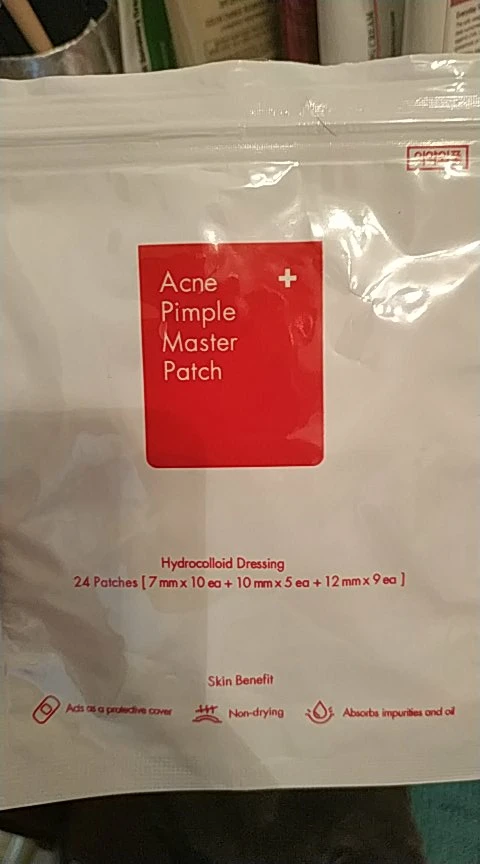 Acne
Pimple
Master
Patch
Hydrocolloid Dressing
24 Patches [ 7 mm x 10 ea + 10 mm x 5 ea + 12 mm x 9 ea ]
Skin Benefit
Acts as a protective cover
Non-drying
Absorbs impurities and oil